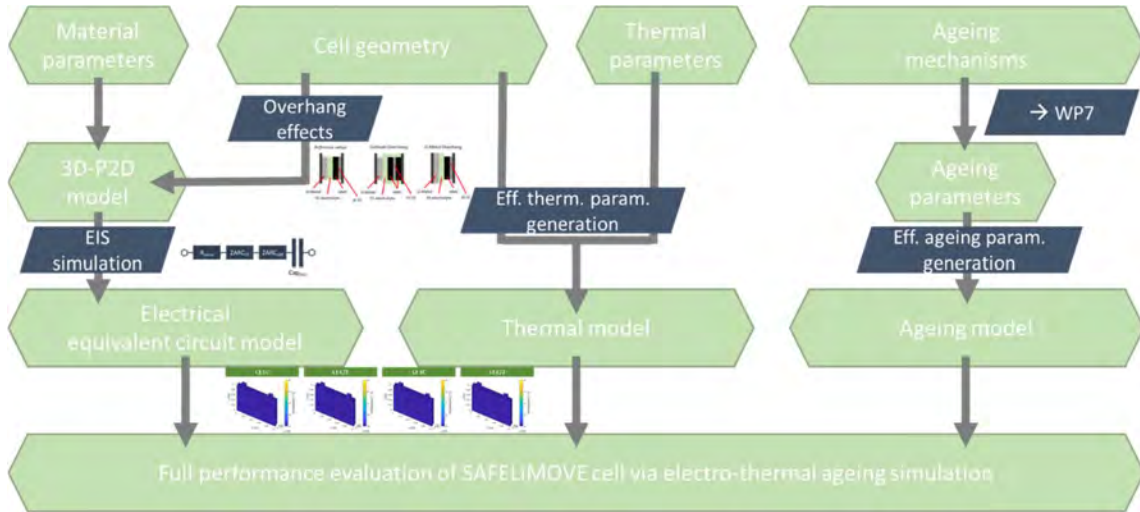 Material
parameters
Cell geometry
Thermal
parameters
Ageing
mechanisms
Overhang
effects
→ WP7
3D-P2D
model
Ageing
parameters
Eff. therm. param.
generation
EIS
simulation
Eff. ageing param.
generation
Electrical
equivalent circuit model
Thermal model
Ageing model
Full performance evaluation of SAFELiMOVE cell via electro-thermal ageing simulation